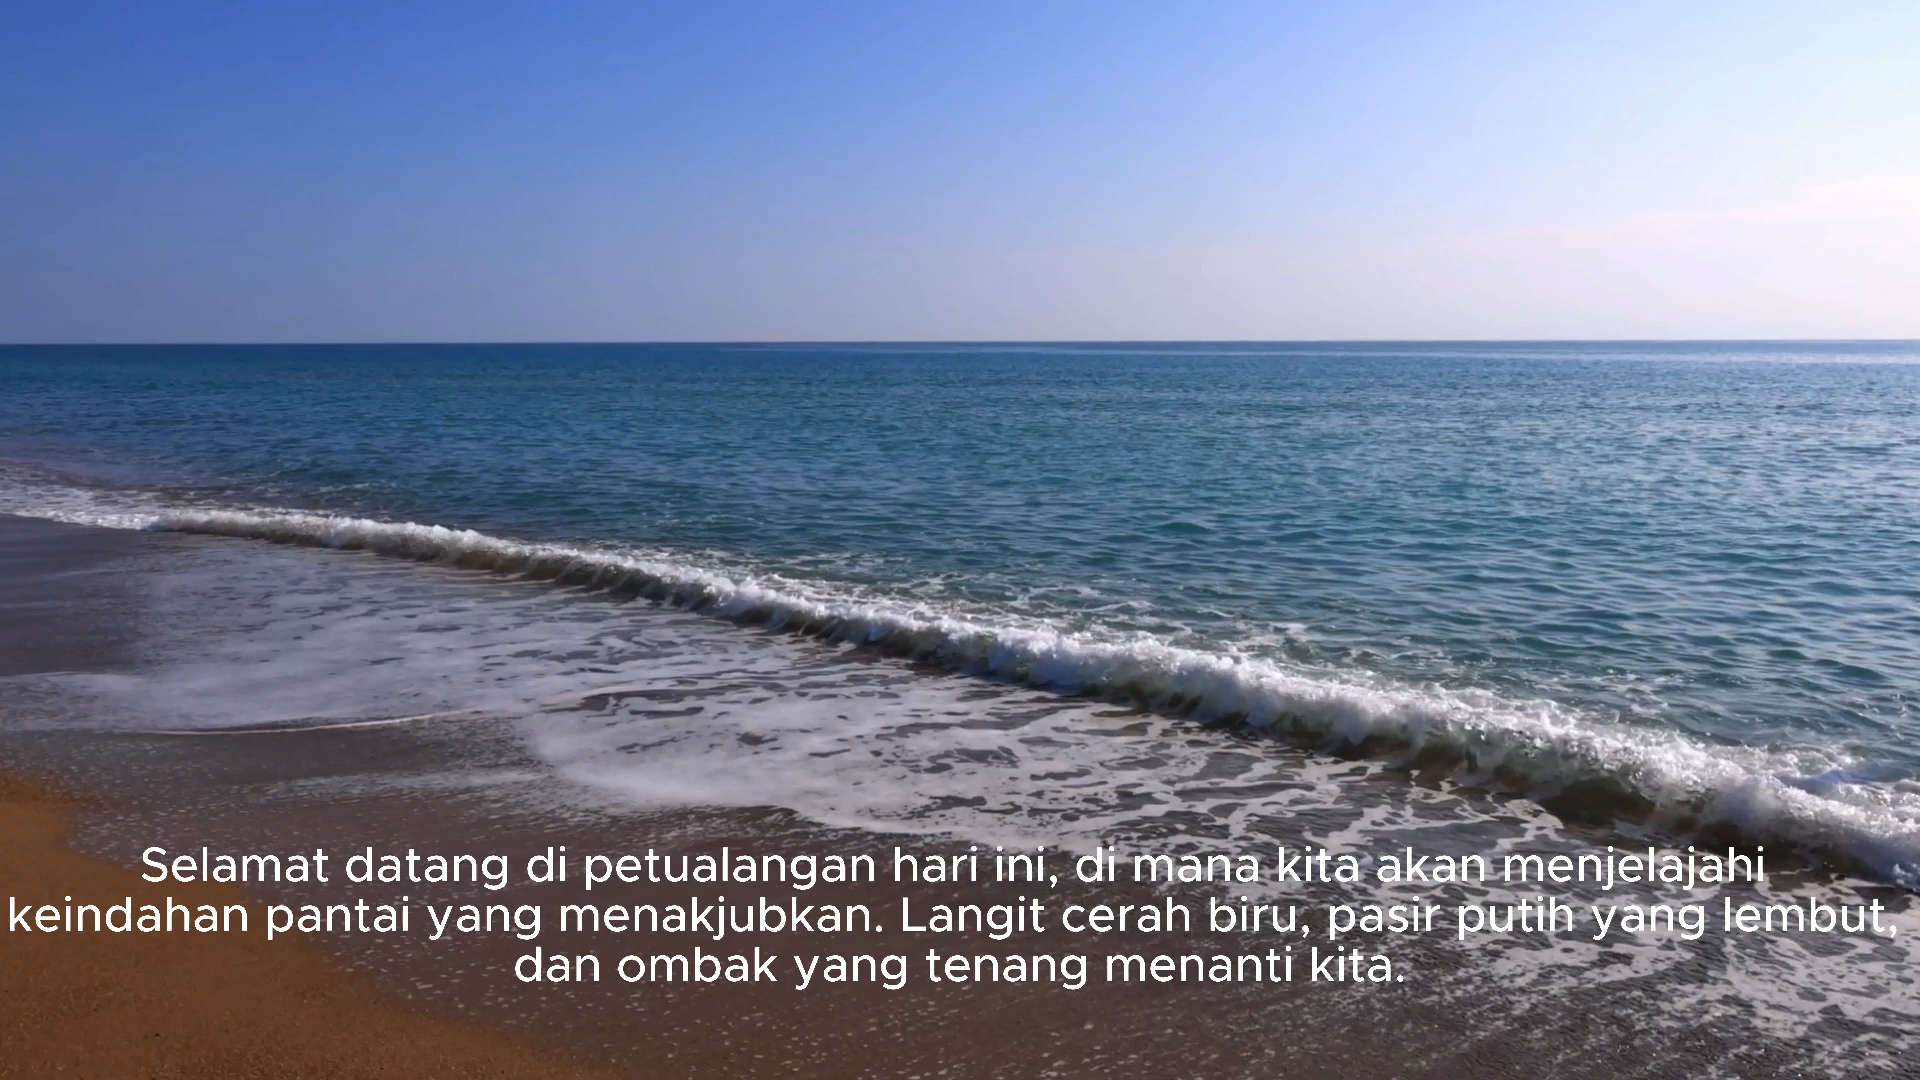 Selamat datang di petualangan hari ini, di mana kita akan menjelajahi
keindahan pantai yang menakjubkan. Langit cerah biru, pasir putih yang lembut,
dan ombak yang tenang menanti kita.